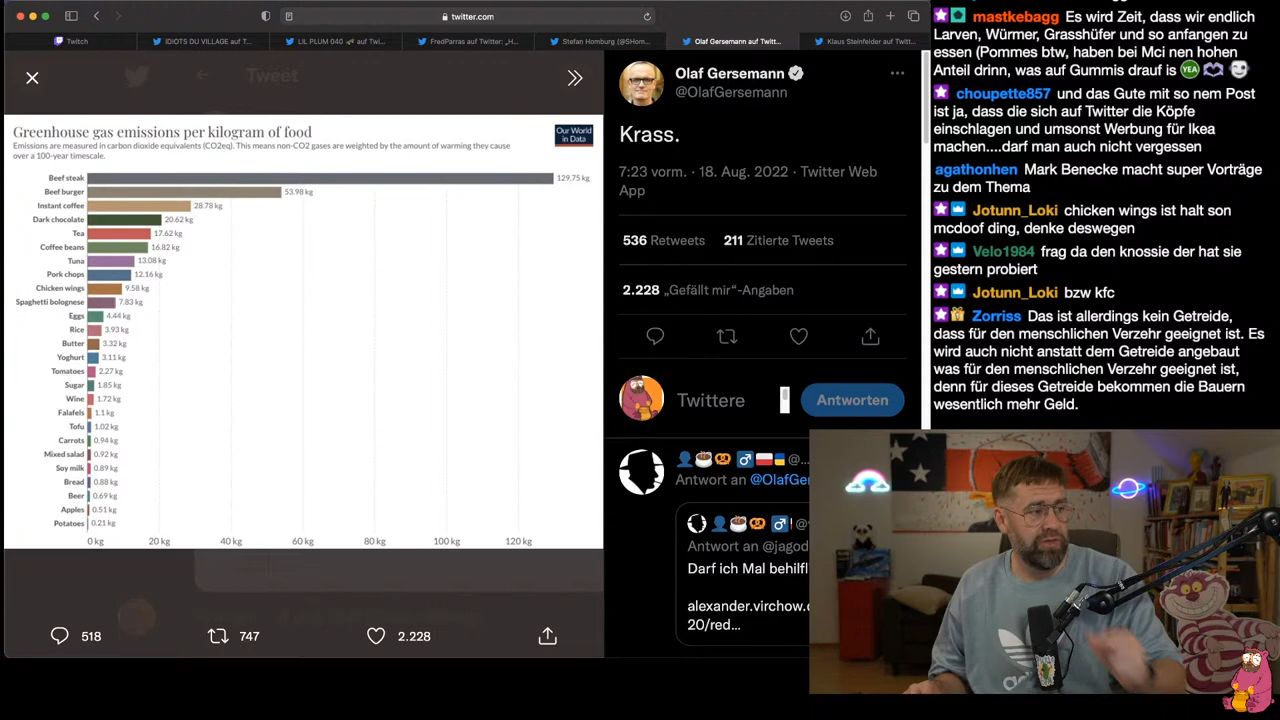 twitter.com
Twitch
IDIOTS DU VILLAGE auf T...
LIL PLUM 040 auf Twi...
FredParras auf Twitter: „H...
Stefan Homburg (@SHom...
Olaf Gersemann auf Twitt...
Klaus Steinfelder auf Twit...
Tweet
Greenhouse gas emissions per kilogram of food
Our World
in Data
Emissions are measured in carbon dioxide equivalents (CO2eq). This means non-CO2 gases are weighted by the amount of warming they cause
over a 100-year timescale.
Beef steak 129.75 kg
Beef burger 53.98 kg
Instant coffee 28.78 kg
Dark chocolate 20.62 kg
Tea 17.62 kg
Coffee beans 16.82 kg
Tuna 13.08 kg
Pork chops 12.16 kg
Chicken wings 9.58 kg
Spaghetti bolognese 7.83 kg
Eggs 4.44 kg
Rice 3.93 kg
Butter 3.32 kg
Yoghurt 3.11 kg
Tomatoes 2.27 kg
Sugar 1.85 kg
Wine 1.72 kg
Falafels 1.1 kg
Tofu 1.02 kg
Carrots 0.94 kg
Mixed salad 0.92 kg
Soy milk 0.89 kg
Bread 0.88 kg
Beer 0.69 kg
Apples 0.51 kg
Potatoes 0.21 kg
0 kg 20 kg 40 kg 60 kg 80 kg 100 kg 120 kg
518 747 2.228
Olaf Gersemann
@OlafGersemann
Krass.
7:23 vorm. · 18. Aug. 2022 · Twitter Web
App
536 Retweets 211 Zitierte Tweets
2.228 „Gefällt mir“-Angaben
Twittere
Antworten
@...
Antwort an @OlafGer
Antwort an @jagod
Darf ich Mal behilfl
alexander.virchow.
20/red...
mastkebagg Es wird Zeit, dass wir endlich
Larven, Würmer, Grasshüfer und so anfangen zu
essen (Pommes btw, haben bei Mci nen hohen
Anteil drinn, was auf Gummis drauf is YEA
choupette857 und das Gute mit so nem Post
ist ja, dass die sich auf Twitter die Köpfe
einschlagen und umsonst Werbung für Ikea
machen....darf man auch nicht vergessen
agathonhen Mark Benecke macht super Vorträge
zu dem Thema
Jotunn_Loki chicken wings ist halt son
mcdoof ding, denke deswegen
Velo1984 frag da den knossie der hat sie
gestern probiert
Jotunn_Loki bzw kfc
Zorriss Das ist allerdings kein Getreide,
dass für den menschlichen Verzehr geeignet ist. Es
wird auch nicht anstatt dem Getreide angebaut
was für den menschlichen Verzehr geeignet ist,
denn für dieses Getreide bekommen die Bauern
wesentlich mehr Geld.
adidas